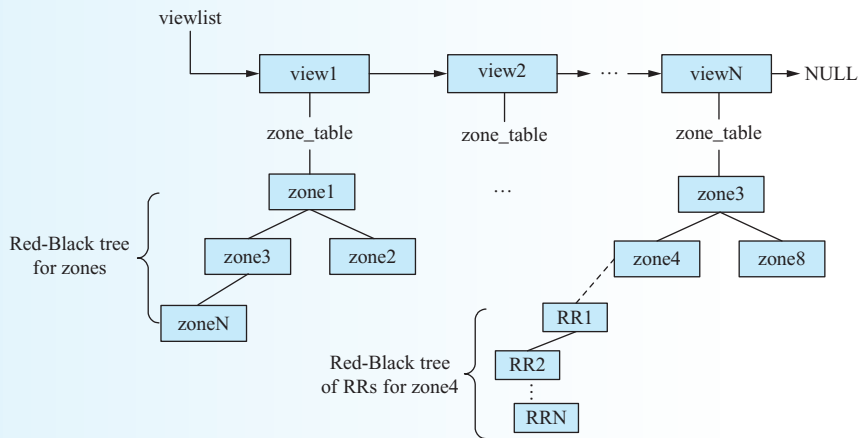 viewlist
view1
view2
...
viewN
NULL
zone_table
zone_table
zone_table
zone1
...
zone3
Red-Black tree
for zones
zone3
zone2
zone4
zone8
zoneN
RR1
Red-Black tree
of RRs for zone4
RR2
RRN